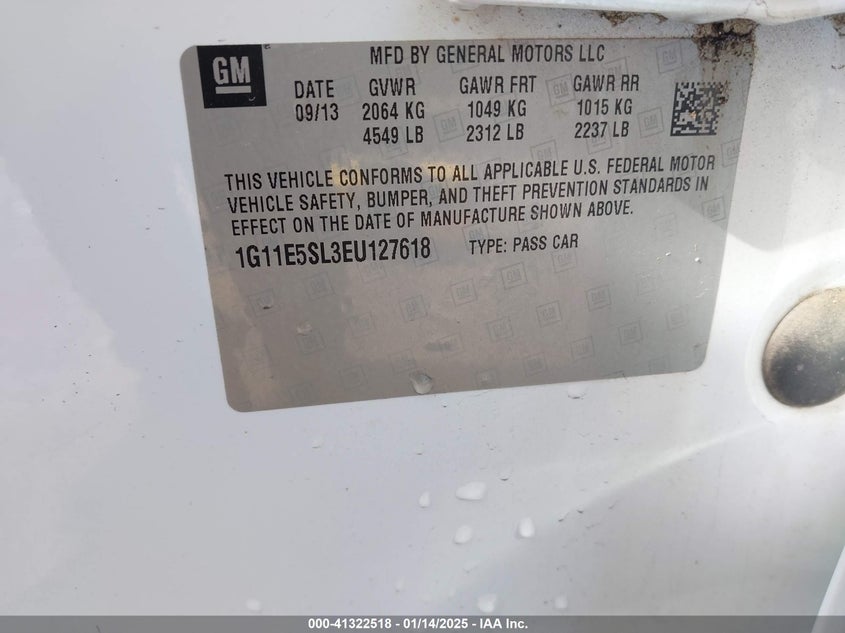 GM
MFD BY GENERAL MOTORS LLC
DATE GVWR GAWR FRT GAWR RR
09/13 2064 KG 1049 KG 1015 KG
4549 LB 2312 LB 2237 LB
THIS VEHICLE CONFORMS TO ALL APPLICABLE U.S. FEDERAL MOTOR
VEHICLE SAFETY, BUMPER, AND THEFT PREVENTION STANDARDS IN
EFFECT ON THE DATE OF MANUFACTURE SHOWN ABOVE.
1G11E5SL3EU127618 TYPE: PASS CAR
000-41322518 - 01/14/2025 - IAA Inc.